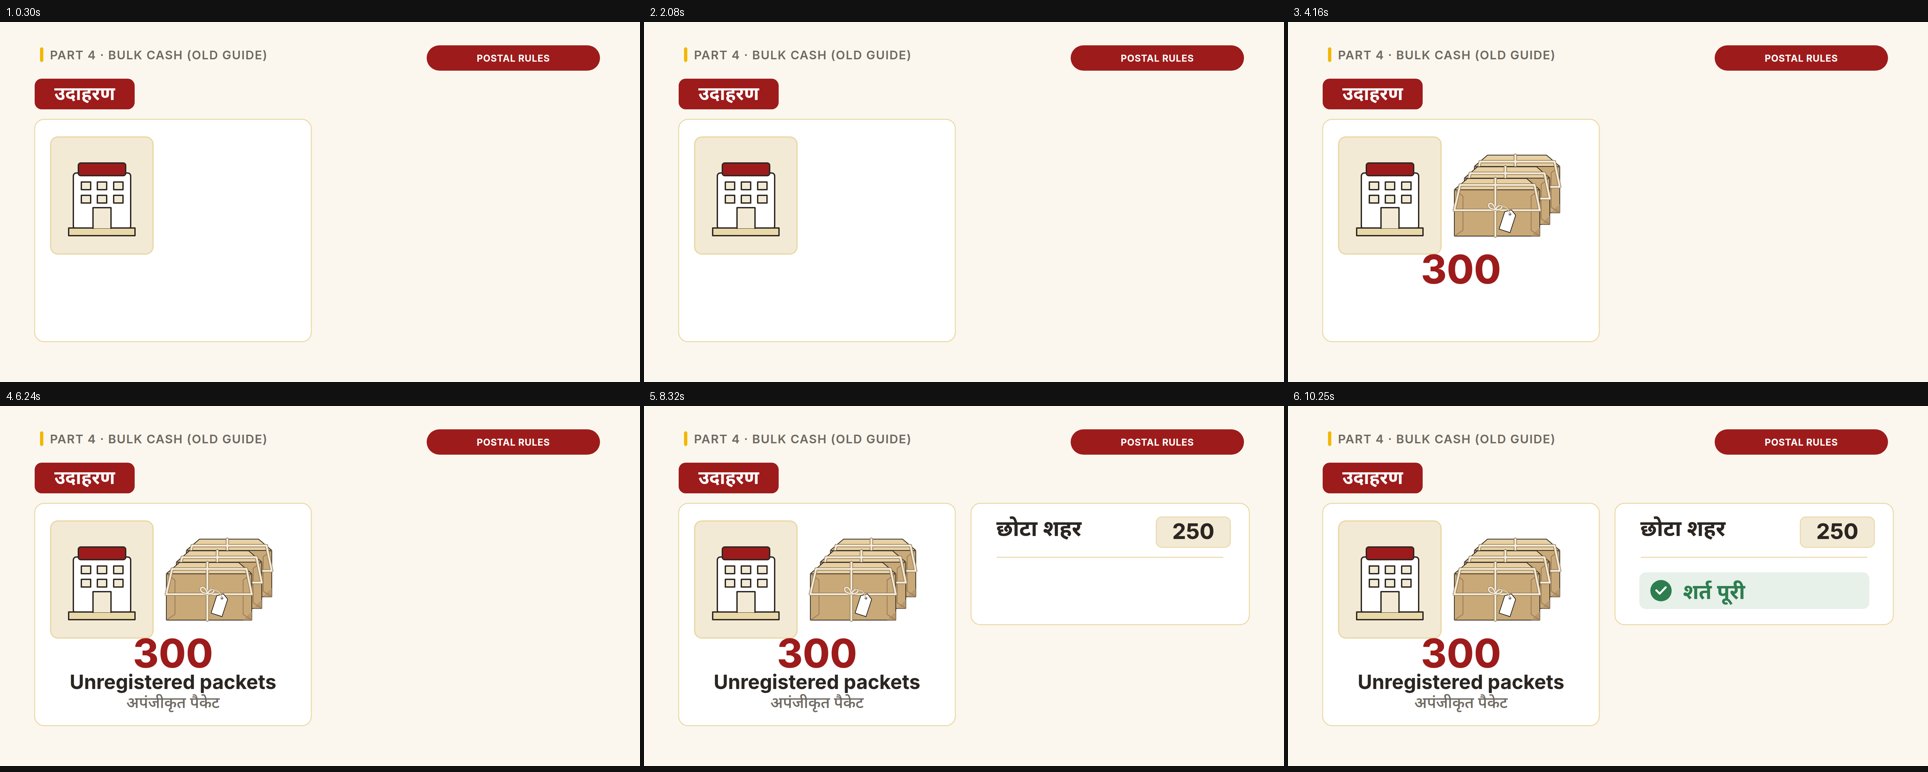 1. 0.30s
PART 4 · BULK CASH (OLD GUIDE)
POSTAL RULES
उदाहरण
2. 2.08s
PART 4 · BULK CASH (OLD GUIDE)
POSTAL RULES
उदाहरण
3. 4.16s
PART 4 · BULK CASH (OLD GUIDE)
POSTAL RULES
उदाहरण
300
4. 6.24s
PART 4 · BULK CASH (OLD GUIDE)
POSTAL RULES
उदाहरण
300
Unregistered packets
अपंजीकृत पैकेट
5. 8.32s
PART 4 · BULK CASH (OLD GUIDE)
POSTAL RULES
उदाहरण
300
Unregistered packets
अपंजीकृत पैकेट
छोटा शहर
250
6. 10.25s
PART 4 · BULK CASH (OLD GUIDE)
POSTAL RULES
उदाहरण
300
Unregistered packets
अपंजीकृत पैकेट
छोटा शहर
250
शर्त पूरी